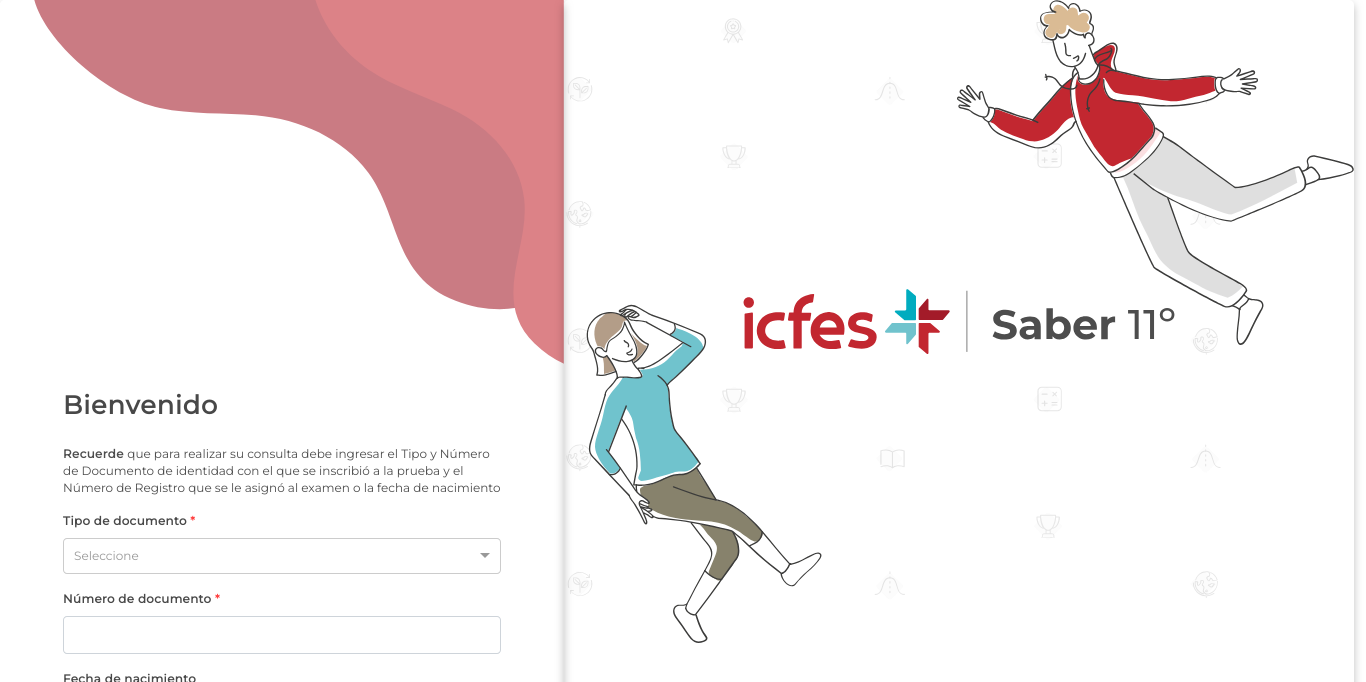 Bienvenido
Recuerde que para realizar su consulta debe ingresar el Tipo y Número
de Documento de identidad con el que se inscribió a la prueba y el
Número de Registro que se le asignó al examen o la fecha de nacimiento
Tipo de documento *
Seleccione
Número de documento *
Fecha de nacimiento
icfes | Saber 11°